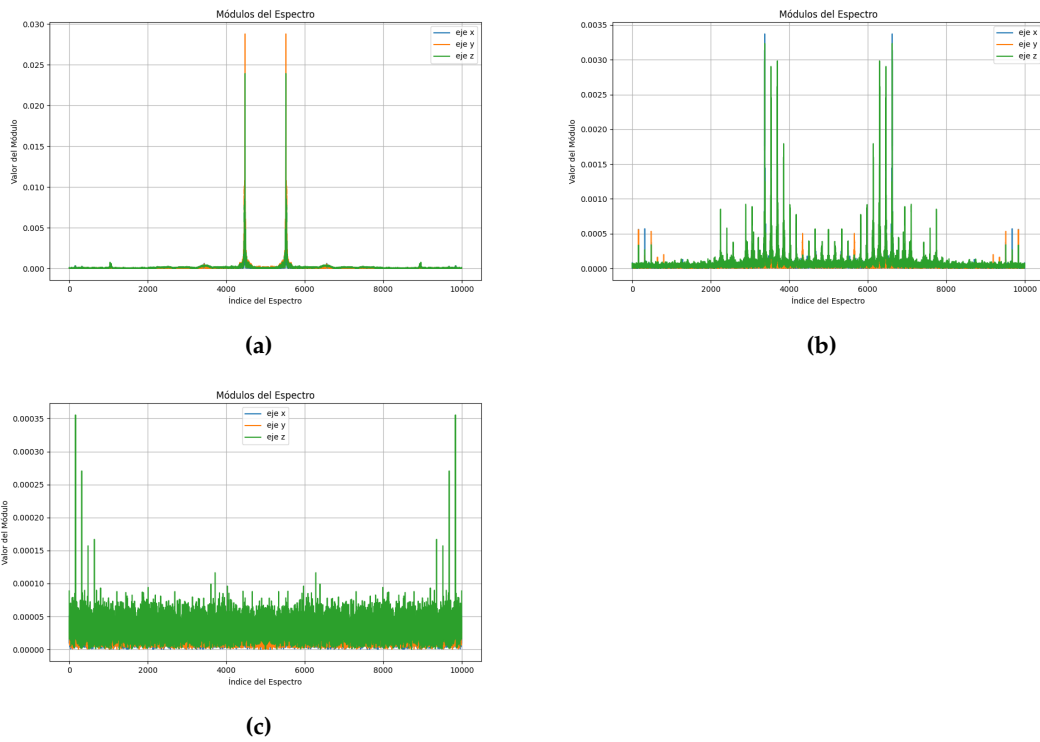 Módulos del Espectro
0.030
0.025
0.020
0.015
0.010
0.005
0.000
Valor del Módulo
eje x
eje y
eje z
0 2000 4000 6000 8000 10000
Índice del Espectro
(a)
Módulos del Espectro
0.0035
0.0030
0.0025
0.0020
0.0015
0.0010
0.0005
0.0000
Valor del Módulo
eje x
eje y
eje z
0 2000 4000 6000 8000 10000
Índice del Espectro
(b)
Módulos del Espectro
0.00035
0.00030
0.00025
0.00020
0.00015
0.00010
0.00005
0.00000
Valor del Módulo
eje x
eje y
eje z
0 2000 4000 6000 8000 10000
Índice del Espectro
(c)